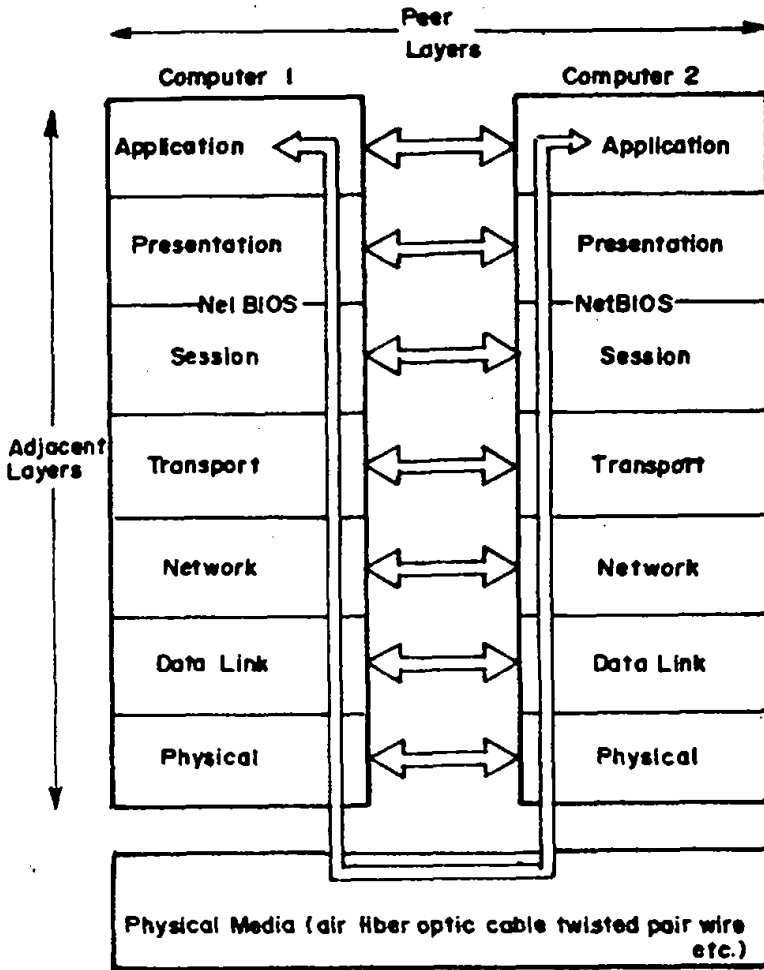 Peer
Layers
Computer 1 Computer 2
Application Application
Presentation Presentation
Net BIOS NetBIOS
Session Session
Adjacent
Layers
Transport Transport
Network Network
Data Link Data Link
Physical Physical
Physical Media (air fiber optic cable twisted pair wire
etc.)